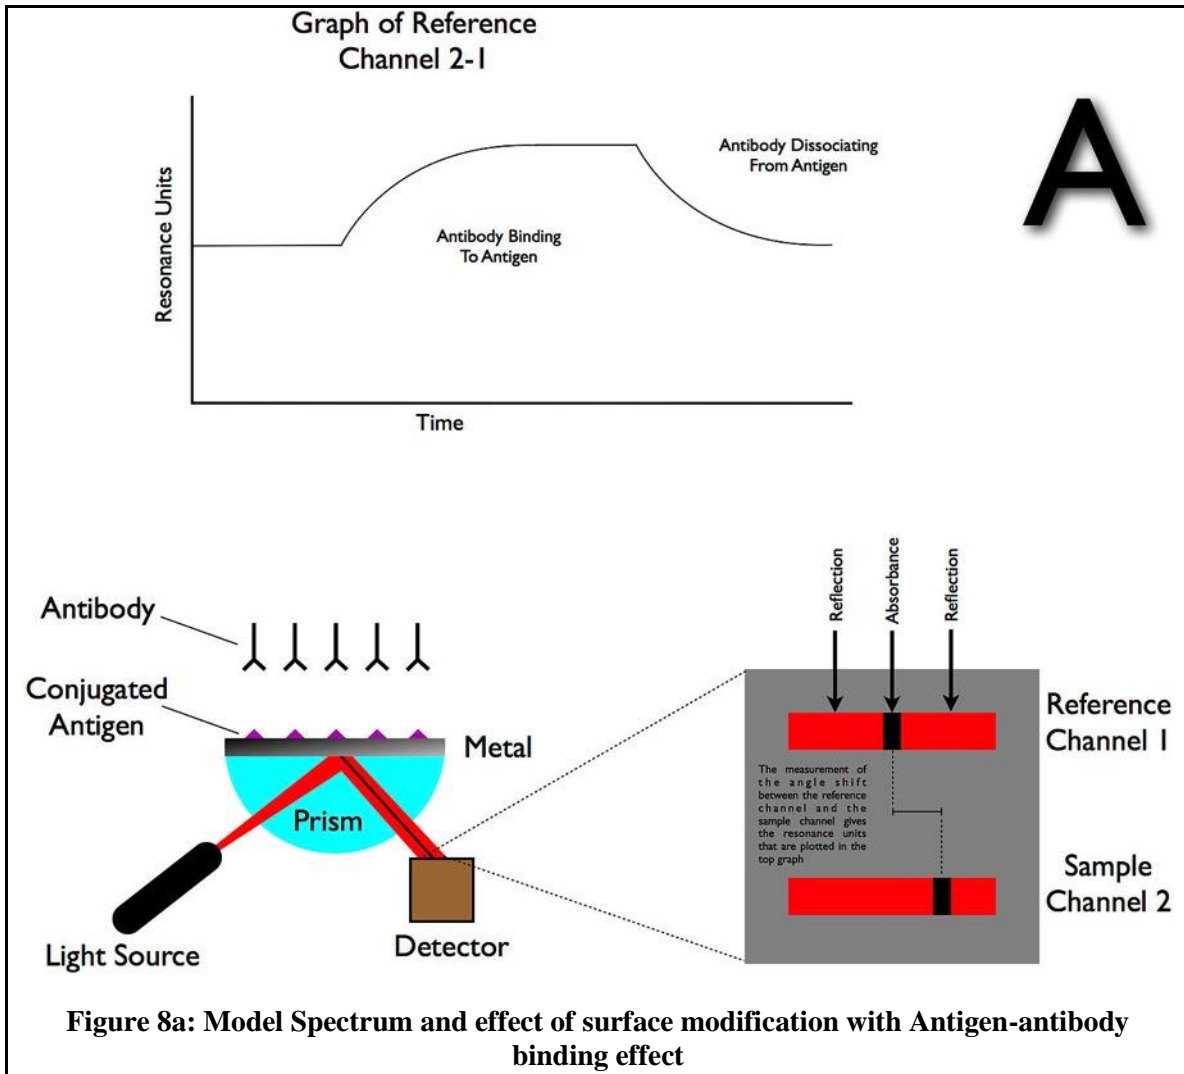 Graph of Reference
Channel 2-1
A
Resonance Units
Antibody Dissociating
From Antigen
Antibody Binding
To Antigen
Time
Antibody
Conjugated
Antigen
Metal
Prism
Light Source
Detector
Reflection
Absorbance
Reflection
Reference
Channel 1
The measurement of
the angle shift
between the reference
channel and the
sample channel gives
the resonance units
that are plotted in the
top graph
Sample
Channel 2
Figure 8a: Model Spectrum and effect of surface modification with Antigen-antibody
binding effect